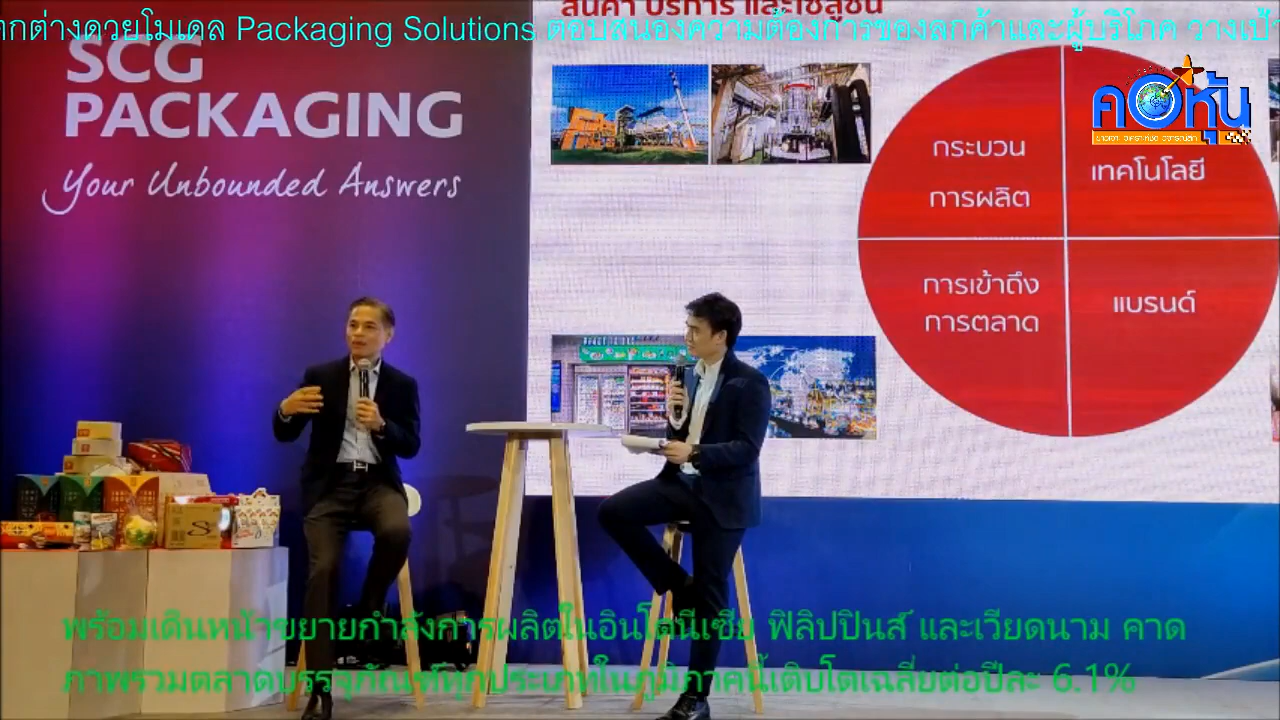 ตกต่างด้วยโมเดล Packaging Solutions ตอบสนองความต้องการของลูกค้าและผู้บริโภค วางเป้า
สินค้า บริการ และโซลูชัน
SCG
PACKAGING
Your Unbounded Answers
คอหุ้น
กระบวน
การผลิต
เทคโนโลยี
การเข้าถึง
การตลาด
แบรนด์
พร้อมเดินหน้าขยายกำลังการผลิตในอินโดนีเซีย ฟิลิปปินส์ และเวียดนาม คาด
ภาพรวมตลาดบรรจุภัณฑ์ทุกประเภทในภูมิภาคนี้เติบโตเฉลี่ยต่อปีละ 6.1%